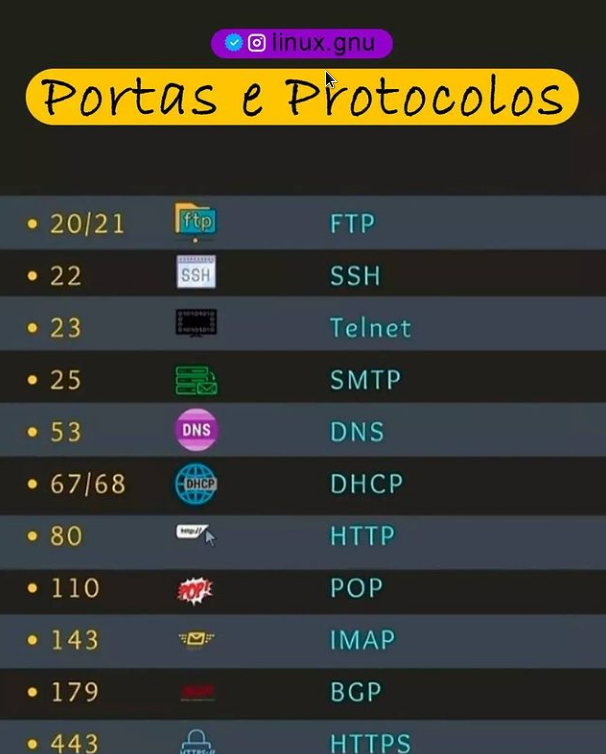 linux.gnu
Portas e Protocolos
• 20/21 ftp FTP
• 22 SSH SSH
• 23 Telnet
• 25 SMTP
• 53 DNS DNS
• 67/68 DHCP DHCP
• 80 http:// HTTP
• 110 POP! POP
• 143 IMAP
• 179 BGP
• 443 HTTPS:// HTTPS